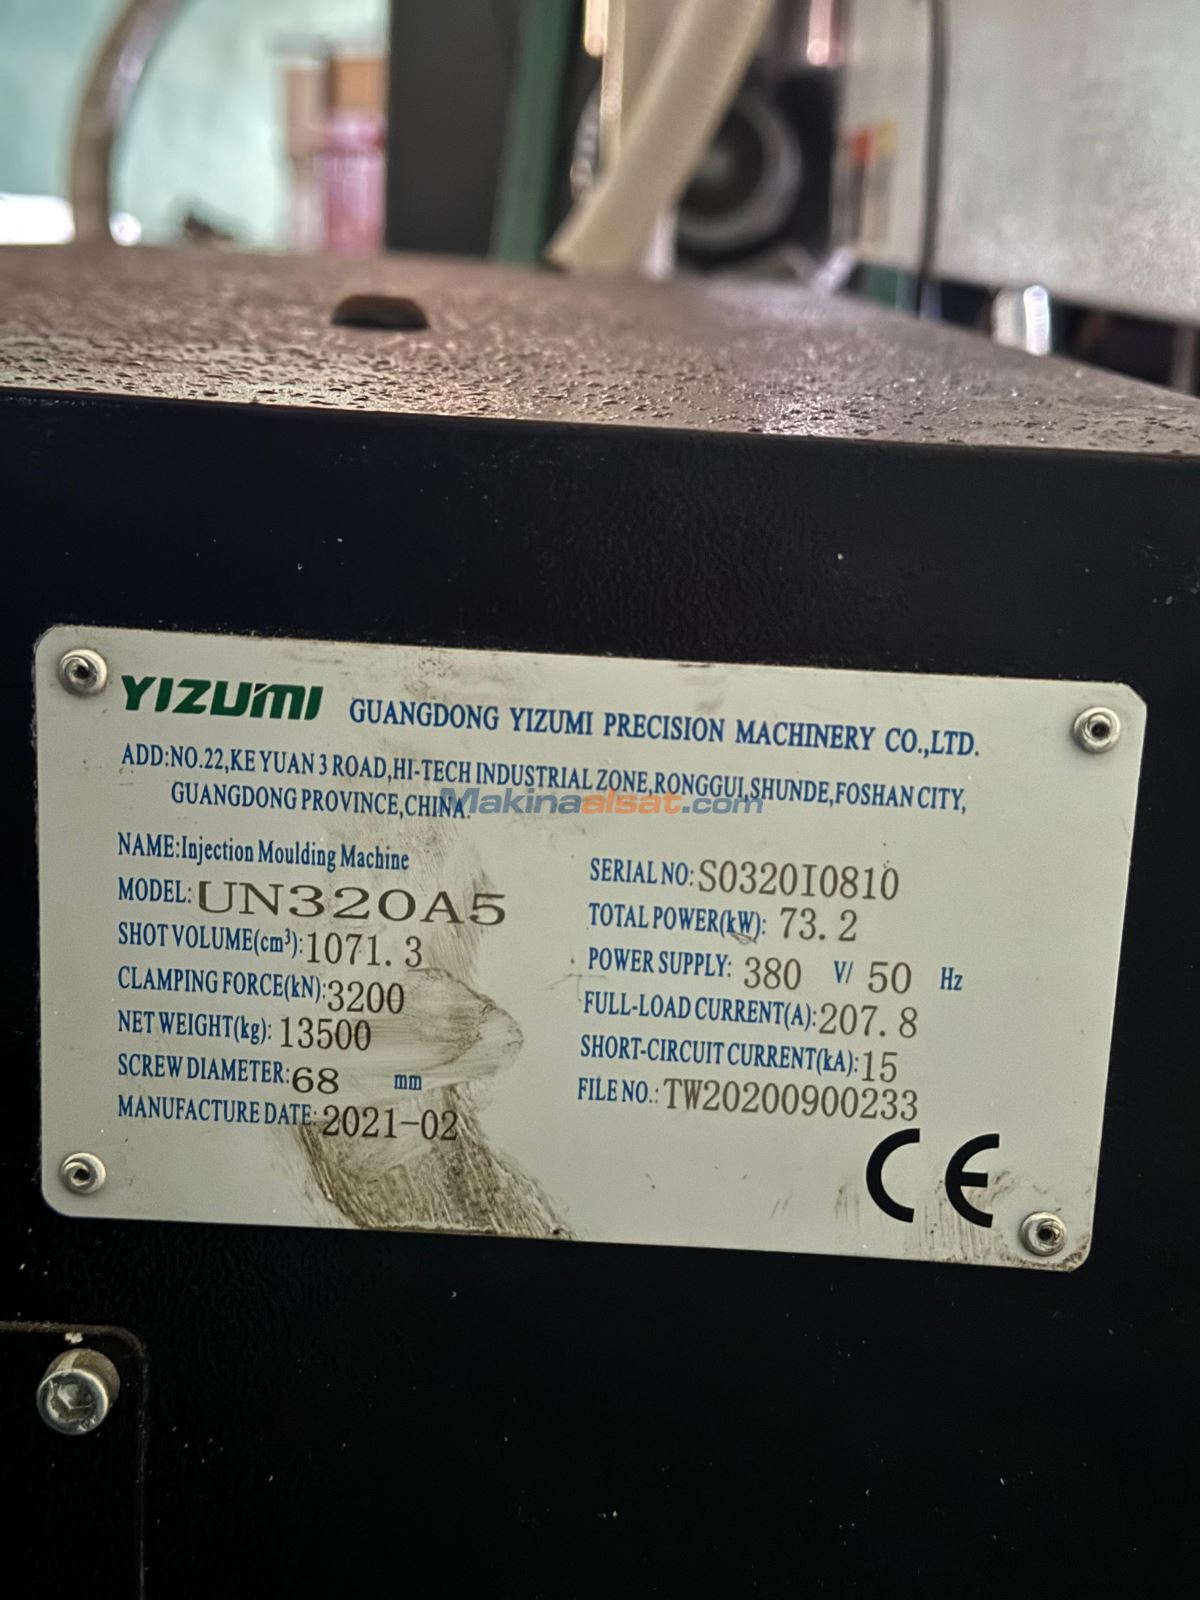 YIZUMI GUANGDONG YIZUMI PRECISION MACHINERY CO.,LTD.
ADD:NO.22,KE YUAN 3 ROAD,HI-TECH INDUSTRIAL ZONE,RONGGUI,SHUNDE,FOSHAN CITY,
GUANGDONG PROVINCE,CHINA.
Makinaalsat.com
NAME:Injection Moulding Machine
MODEL:UN320A5
SHOT VOLUME(cm³):1071.3
CLAMPING FORCE(kN):3200
NET WEIGHT(kg):13500
SCREW DIAMETER:68 mm
MANUFACTURE DATE:2021-02
SERIAL NO:S0320I0810
TOTAL POWER(kW):73.2
POWER SUPPLY:380 V/ 50 Hz
FULL-LOAD CURRENT(A):207.8
SHORT-CIRCUIT CURRENT(kA):15
FILE NO.:TW20200900233
CE